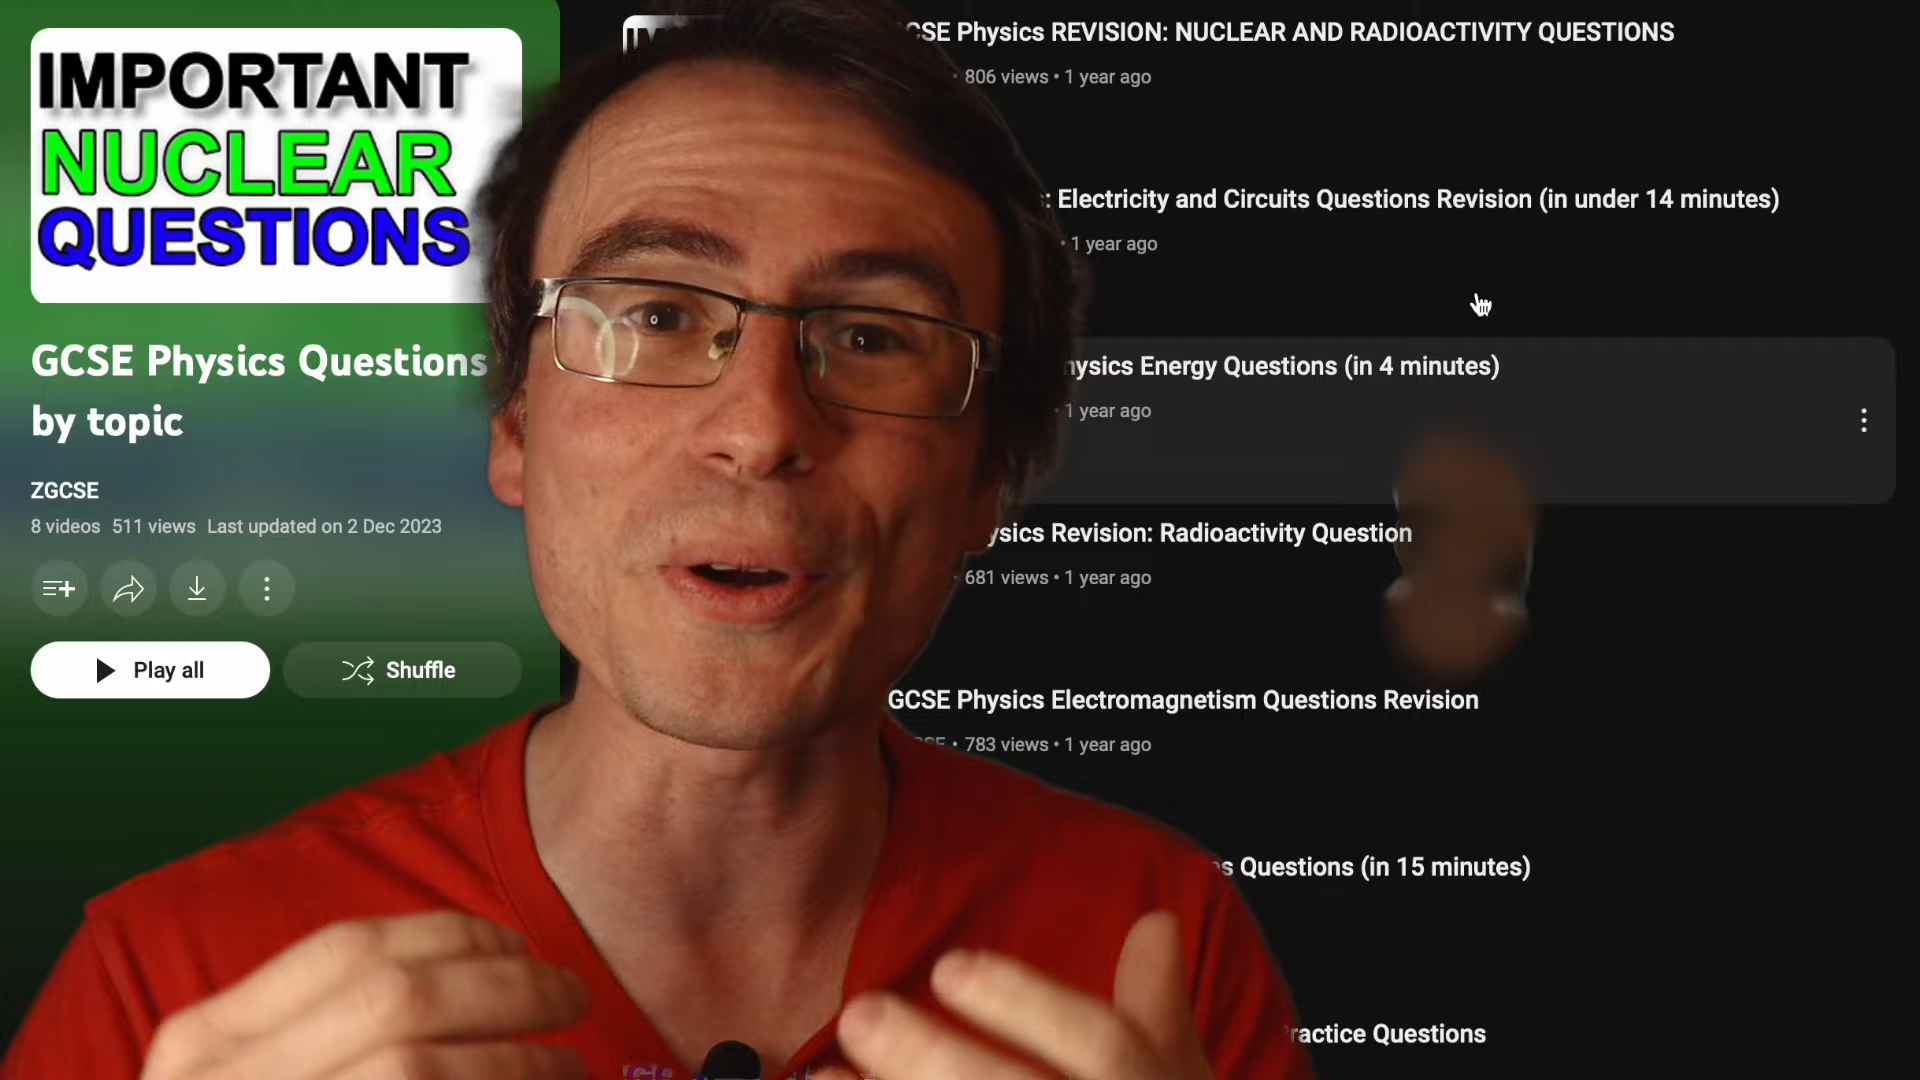 IMPORTANT
NUCLEAR
QUESTIONS
GCSE Physics Questions
by topic
ZGCSE
8 videos 511 views Last updated on 2 Dec 2023
Play all
Shuffle
Physics REVISION: NUCLEAR AND RADIOACTIVITY QUESTIONS
• 806 views • 1 year ago
: Electricity and Circuits Questions Revision (in under 14 minutes)
• 1 year ago
Energy Questions (in 4 minutes)
• 1 year ago
Revision: Radioactivity Question
• 681 views • 1 year ago
GCSE Physics Electromagnetism Questions Revision
• 783 views • 1 year ago
Questions (in 15 minutes)
Questions